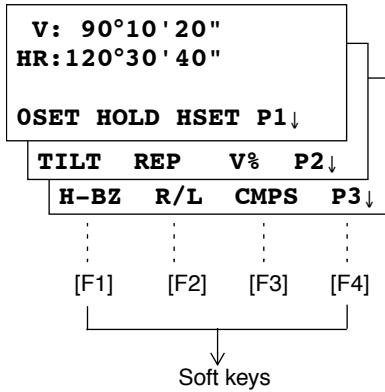 V: 90°10'20"
HR:120°30'40"
0SET HOLD HSET P1↓
TILT REP V% P2↓
H-BZ R/L CMPS P3↓
[F1] [F2] [F3] [F4]
Soft keys